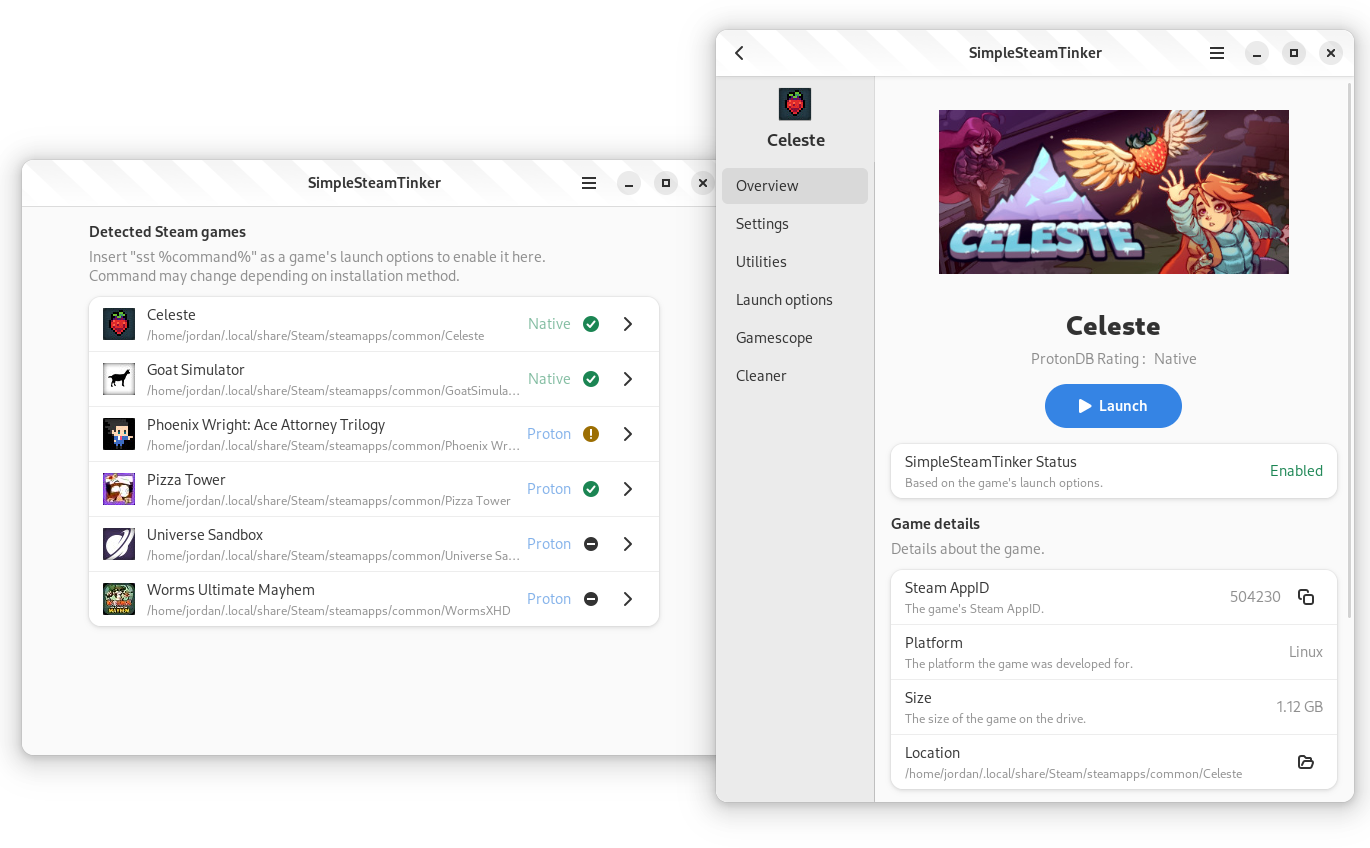 SimpleSteamTinker
Detected Steam games
Insert "sst %command%" as a game's launch options to enable it here.
Command may change depending on installation method.
Celeste
/home/jordan/.local/share/Steam/steamapps/common/Celeste
Native
Goat Simulator
/home/jordan/.local/share/Steam/steamapps/common/GoatSimula...
Native
Phoenix Wright: Ace Attorney Trilogy
/home/jordan/.local/share/Steam/steamapps/common/Phoenix Wr...
Proton
Pizza Tower
/home/jordan/.local/share/Steam/steamapps/common/Pizza Tower
Proton
Universe Sandbox
/home/jordan/.local/share/Steam/steamapps/common/Universe Sa...
Proton
Worms Ultimate Mayhem
/home/jordan/.local/share/Steam/steamapps/common/WormsXHD
Proton
SimpleSteamTinker
Celeste
Overview
Settings
Utilities
Launch options
Gamescope
Cleaner
CELESTE
Celeste
ProtonDB Rating : Native
Launch
SimpleSteamTinker Status
Based on the game's launch options.
Enabled
Game details
Details about the game.
Steam AppID
The game's Steam AppID.
504230
Platform
The platform the game was developed for.
Linux
Size
The size of the game on the drive.
1.12 GB
Location
/home/jordan/.local/share/Steam/steamapps/common/Celeste